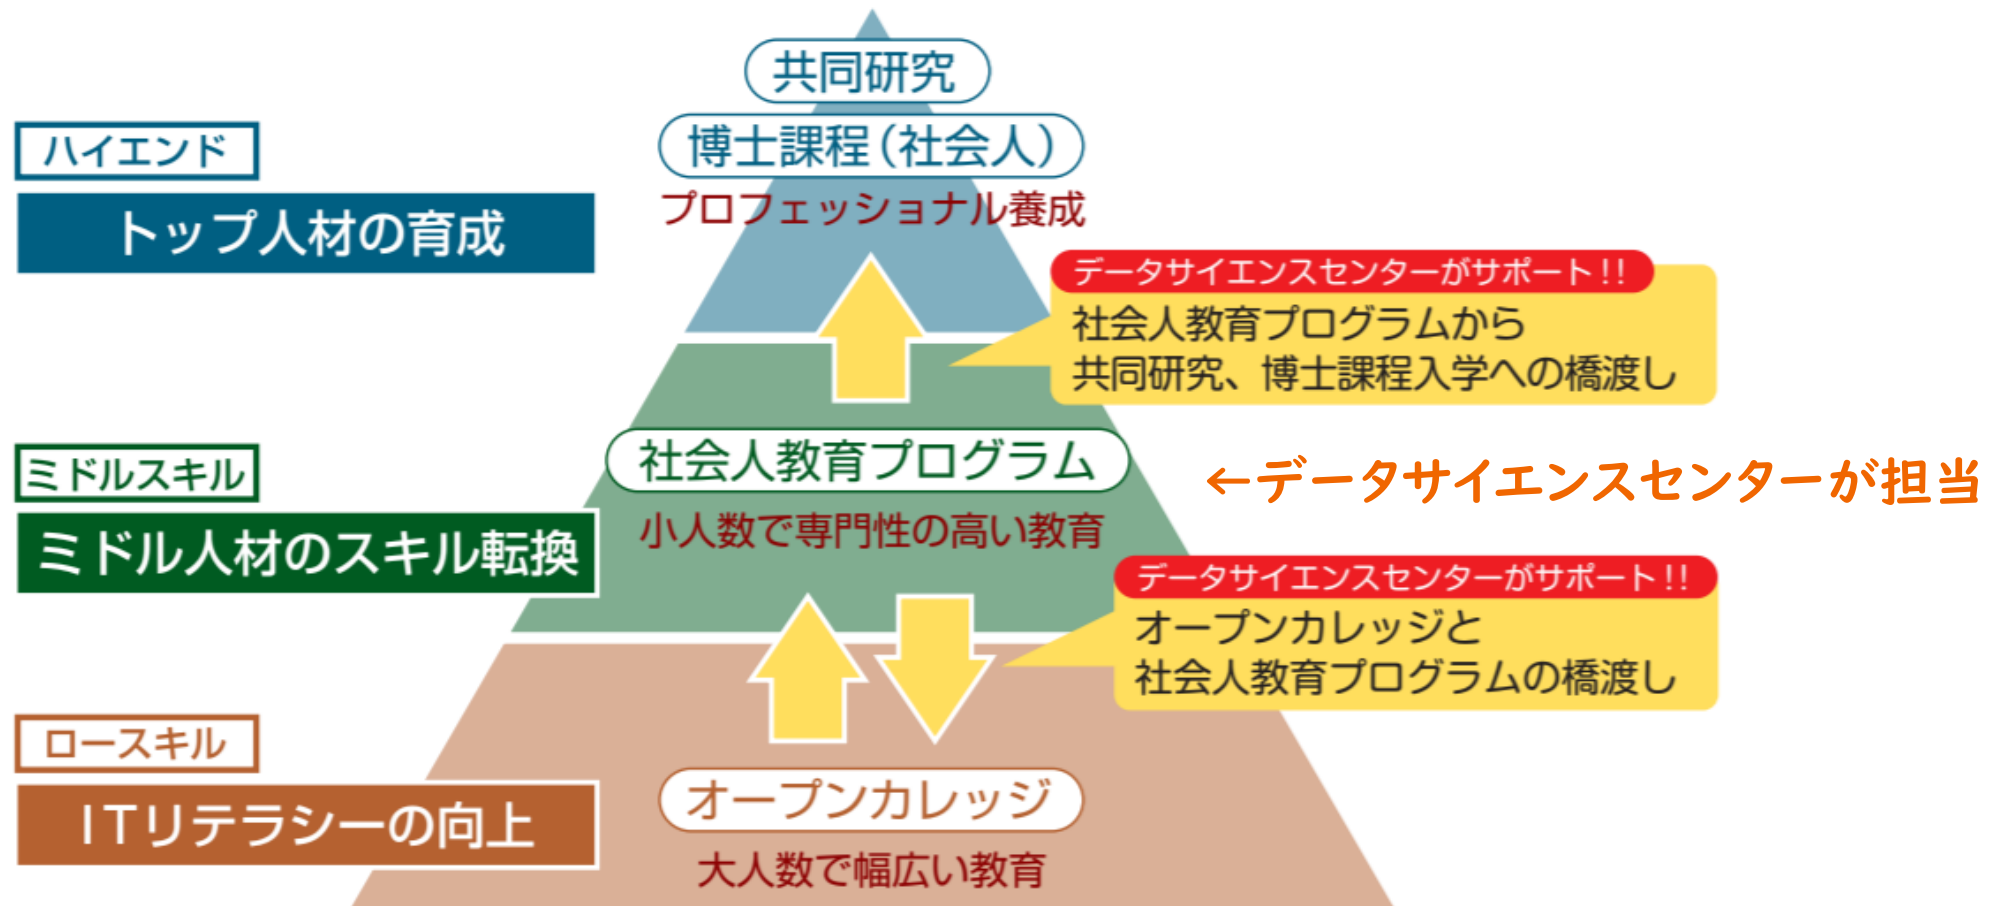 共同研究
博士課程(社会人)
プロフェッショナル養成
ハイエンド
トップ人材の育成
データサイエンスセンターがサポート!!
社会人教育プログラムから
共同研究、博士課程入学への橋渡し
ミドルスキル
ミドル人材のスキル転換
社会人教育プログラム
小人数で専門性の高い教育
←データサイエンスセンターが担当
データサイエンスセンターがサポート!!
オープンカレッジと
社会人教育プログラムの橋渡し
ロースキル
ITリテラシーの向上
オープンカレッジ
大人数で幅広い教育